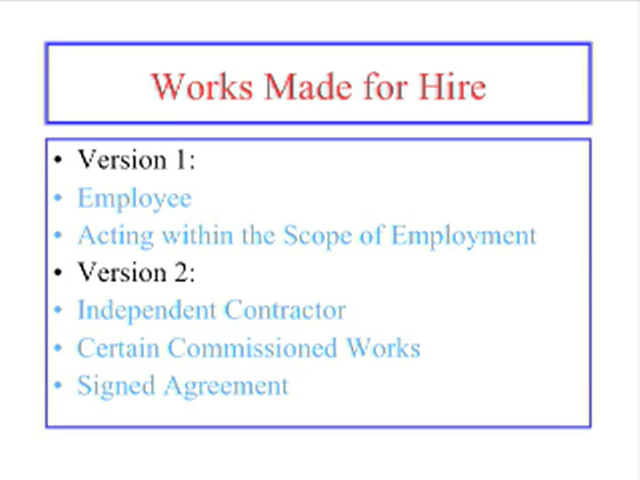 Works Made for Hire
• Version 1:
• Employee
• Acting within the Scope of Employment
• Version 2:
• Independent Contractor
• Certain Commissioned Works
• Signed Agreement